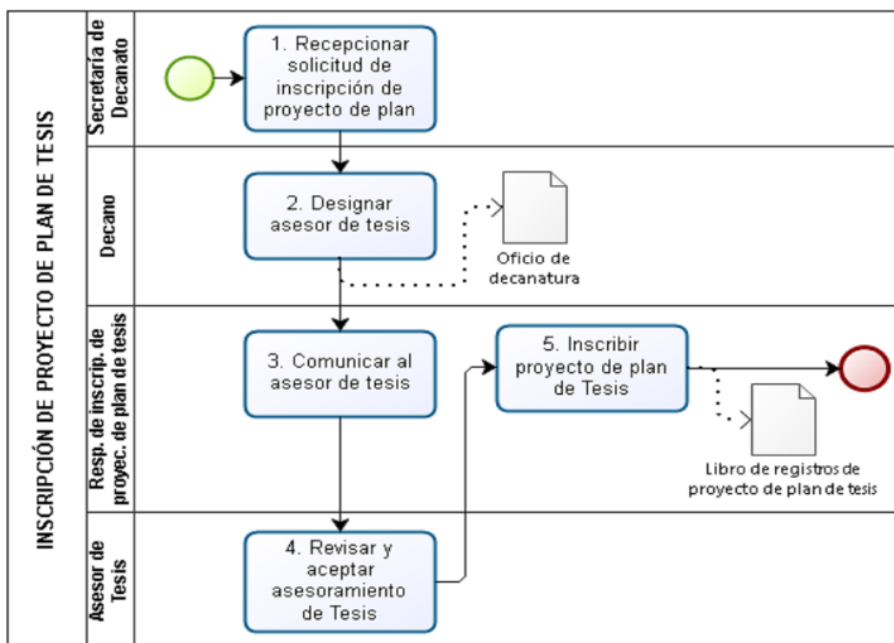 INSCRIPCIÓN DE PROYECTO DE PLAN DE TESIS
Secretaría de
Decanato
1. Recepcionar
solicitud de
inscripción de
proyecto de plan
Decano
2. Designar
asesor de tesis
Oficio de
decanatura
Resp. de inscrip. de
proyec. de plan de tesis
3. Comunicar al
asesor de tesis
5. Inscribir
proyecto de plan
de Tesis
Libro de registros de
proyecto de plan de tesis
Asesor de
Tesis
4. Revisar y
aceptar
asesoramiento
de Tesis